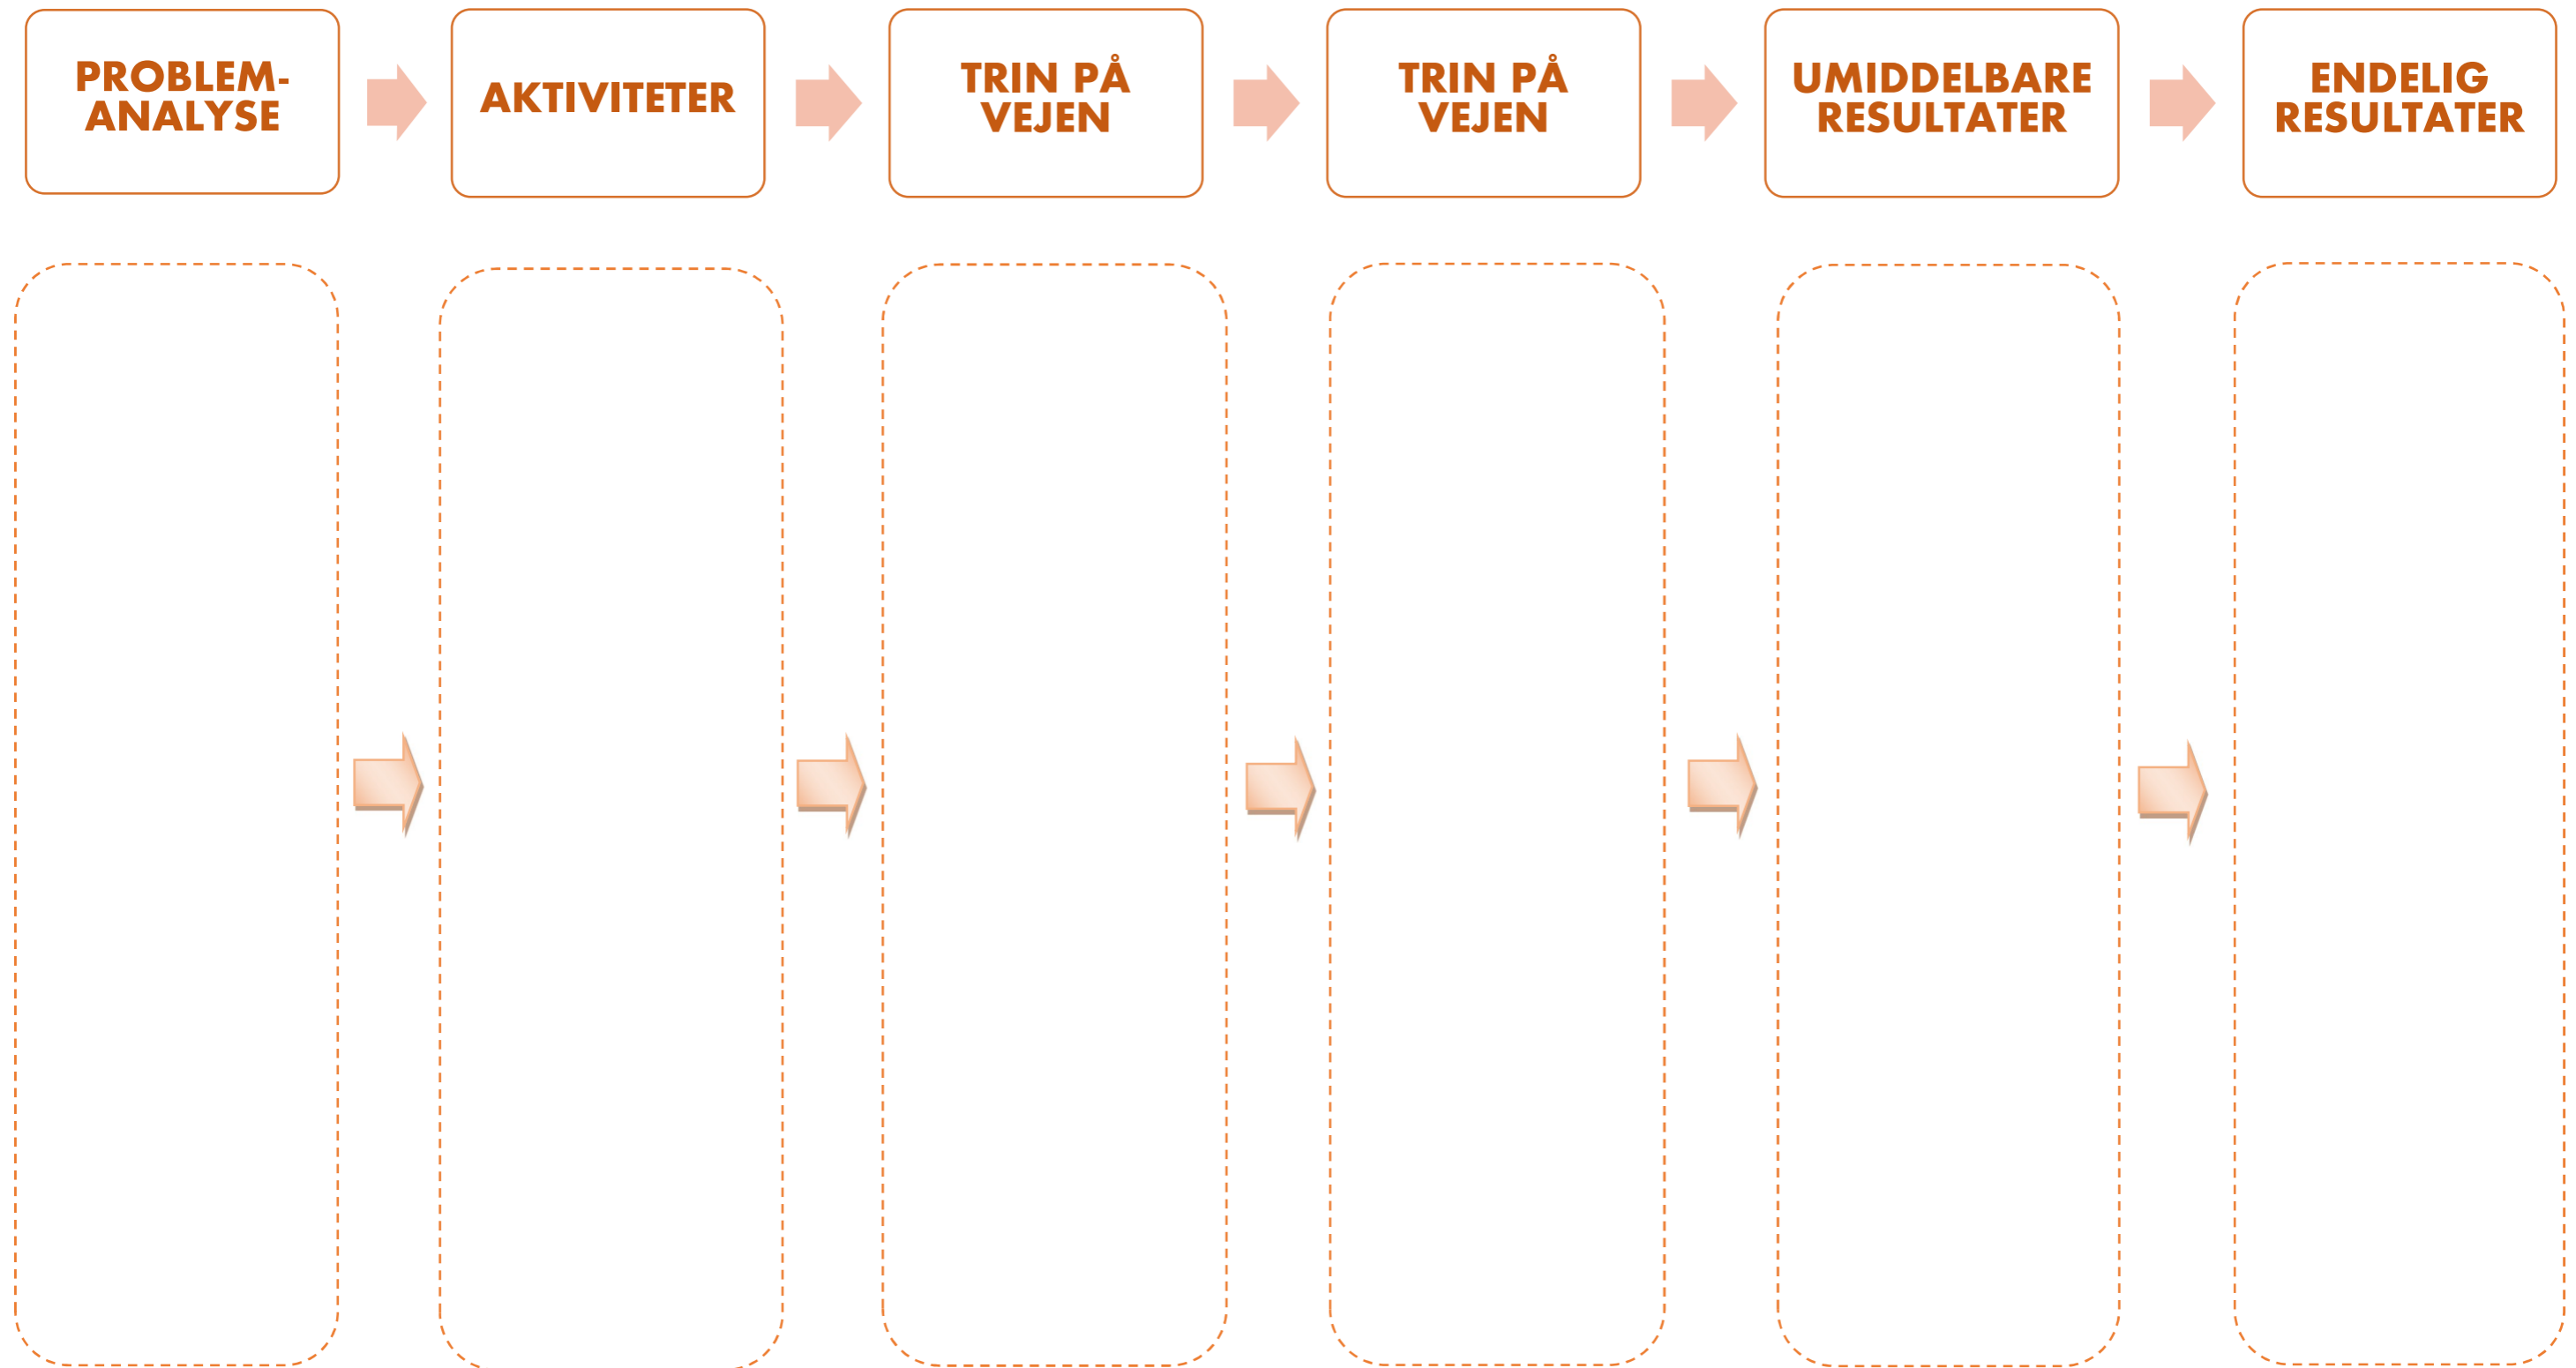 PROBLEM-
ANALYSE
AKTIVITETER
TRIN PÅ
VEJEN
TRIN PÅ
VEJEN
UMIDDELBARE
RESULTATER
ENDELIG
RESULTATER